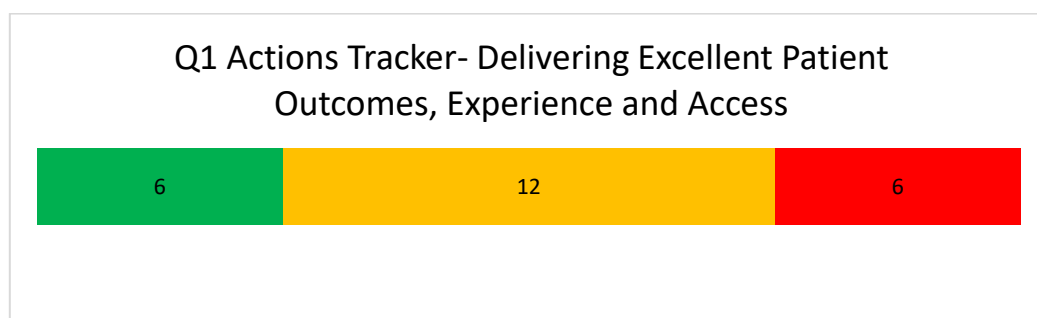 Q1 Actions Tracker- Delivering Excellent Patient
Outcomes, Experience and Access
6 12 6